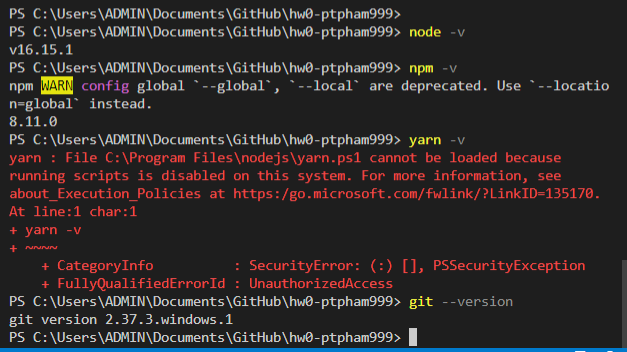 PS C:\Users\ADMIN\Documents\GitHub\hw0-ptpham999>
PS C:\Users\ADMIN\Documents\GitHub\hw0-ptpham999> node -v
v16.15.1
PS C:\Users\ADMIN\Documents\GitHub\hw0-ptpham999> npm -v
npm WARN config global `--global`, `--local` are deprecated. Use `--locatio
n=global` instead.
8.11.0
PS C:\Users\ADMIN\Documents\GitHub\hw0-ptpham999> yarn -v
yarn : File C:\Program Files\nodejs\yarn.ps1 cannot be loaded because
running scripts is disabled on this system. For more information, see
about_Execution_Policies at https:/go.microsoft.com/fwlink/?LinkID=135170.
At line:1 char:1
+ yarn -v
+ ~~~~
    + CategoryInfo          : SecurityError: (:) [], PSSecurityException
    + FullyQualifiedErrorId : UnauthorizedAccess
PS C:\Users\ADMIN\Documents\GitHub\hw0-ptpham999> git --version
git version 2.37.3.windows.1
PS C:\Users\ADMIN\Documents\GitHub\hw0-ptpham999>